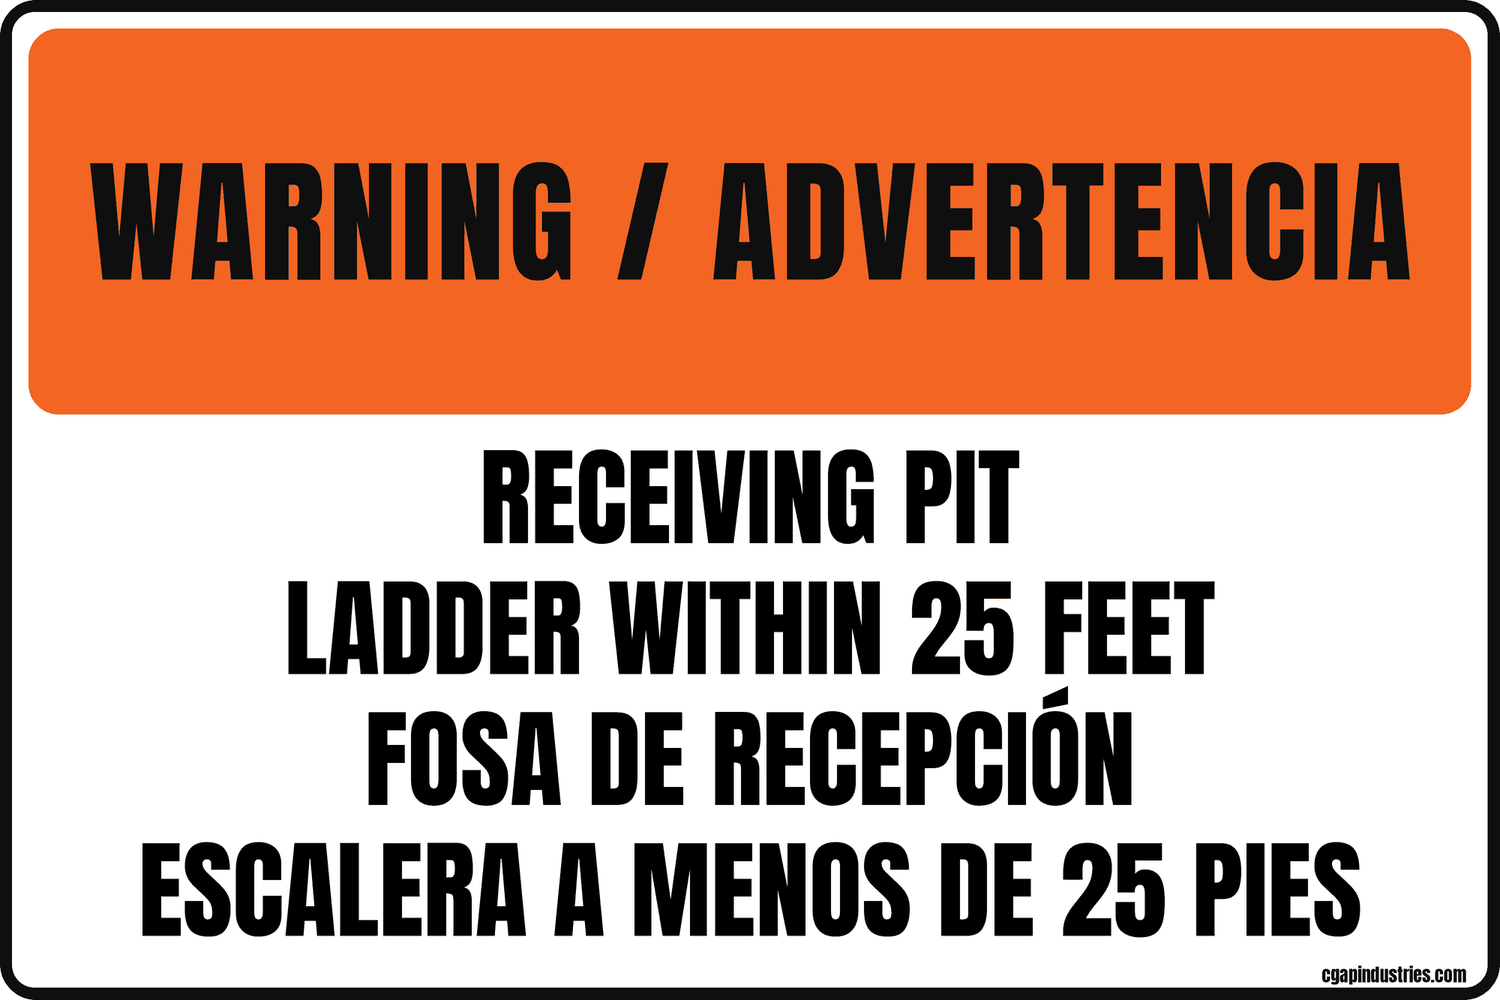 WARNING / ADVERTENCIA
RECEIVING PIT
LADDER WITHIN 25 FEET
FOSA DE RECEPCIÓN
ESCALERA A MENOS DE 25 PIES
cgapindustries.com